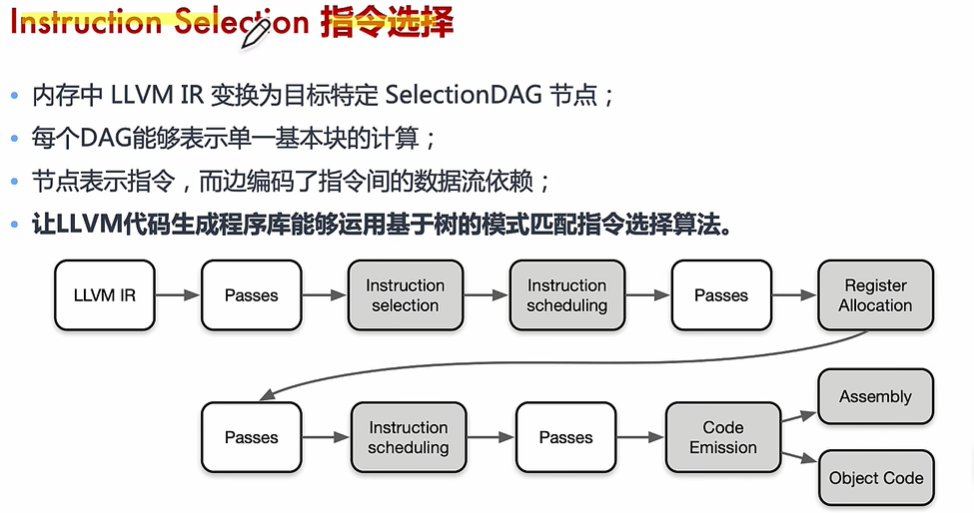 Instruction Selection 指令选择
• 内存中 LLVM IR 变换为目标特定 SelectionDAG 节点；
• 每个DAG能够表示单一基本块的计算；
• 节点表示指令，而边编码了指令间的数据流依赖；
• 让LLVM代码生成程序库能够运用基于树的模式匹配指令选择算法。
LLVM IR
Passes
Instruction
selection
Instruction
scheduling
Passes
Register
Allocation
Passes
Instruction
scheduling
Passes
Code
Emission
Assembly
Object Code